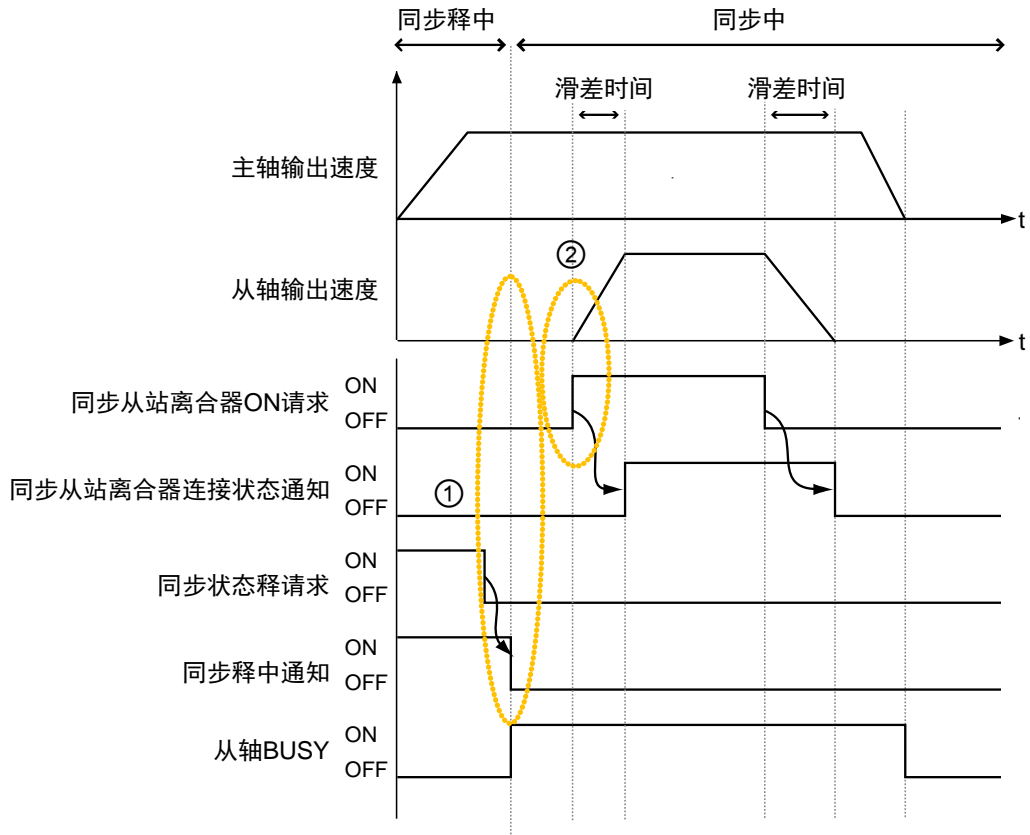 同步释中 同步中
滑差时间 滑差时间
主轴输出速度
t
②
从轴输出速度
t
同步从站离合器ON请求 ON
OFF
同步从站离合器连接状态通知 ON
① OFF
同步状态释请求 ON
OFF
同步释中通知 ON
OFF
从轴BUSY ON
OFF